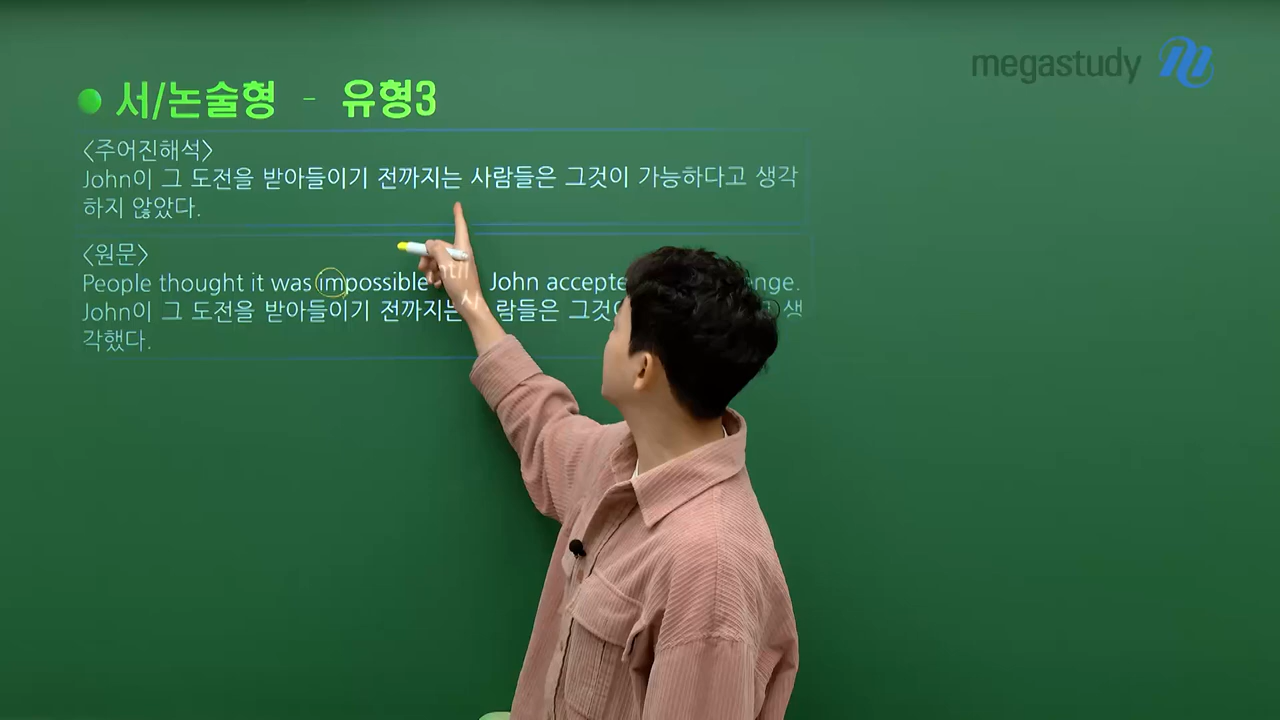 megastudy
서/논술형 - 유형3
<주어진해석>
John이 그 도전을 받아들이기 전까지는 사람들은 그것이 가능하다고 생각
하지 않았다.
<원문>
People thought it was impossible John
John이 그 도전을 받아들이기 전까지는 람들은
각했다.